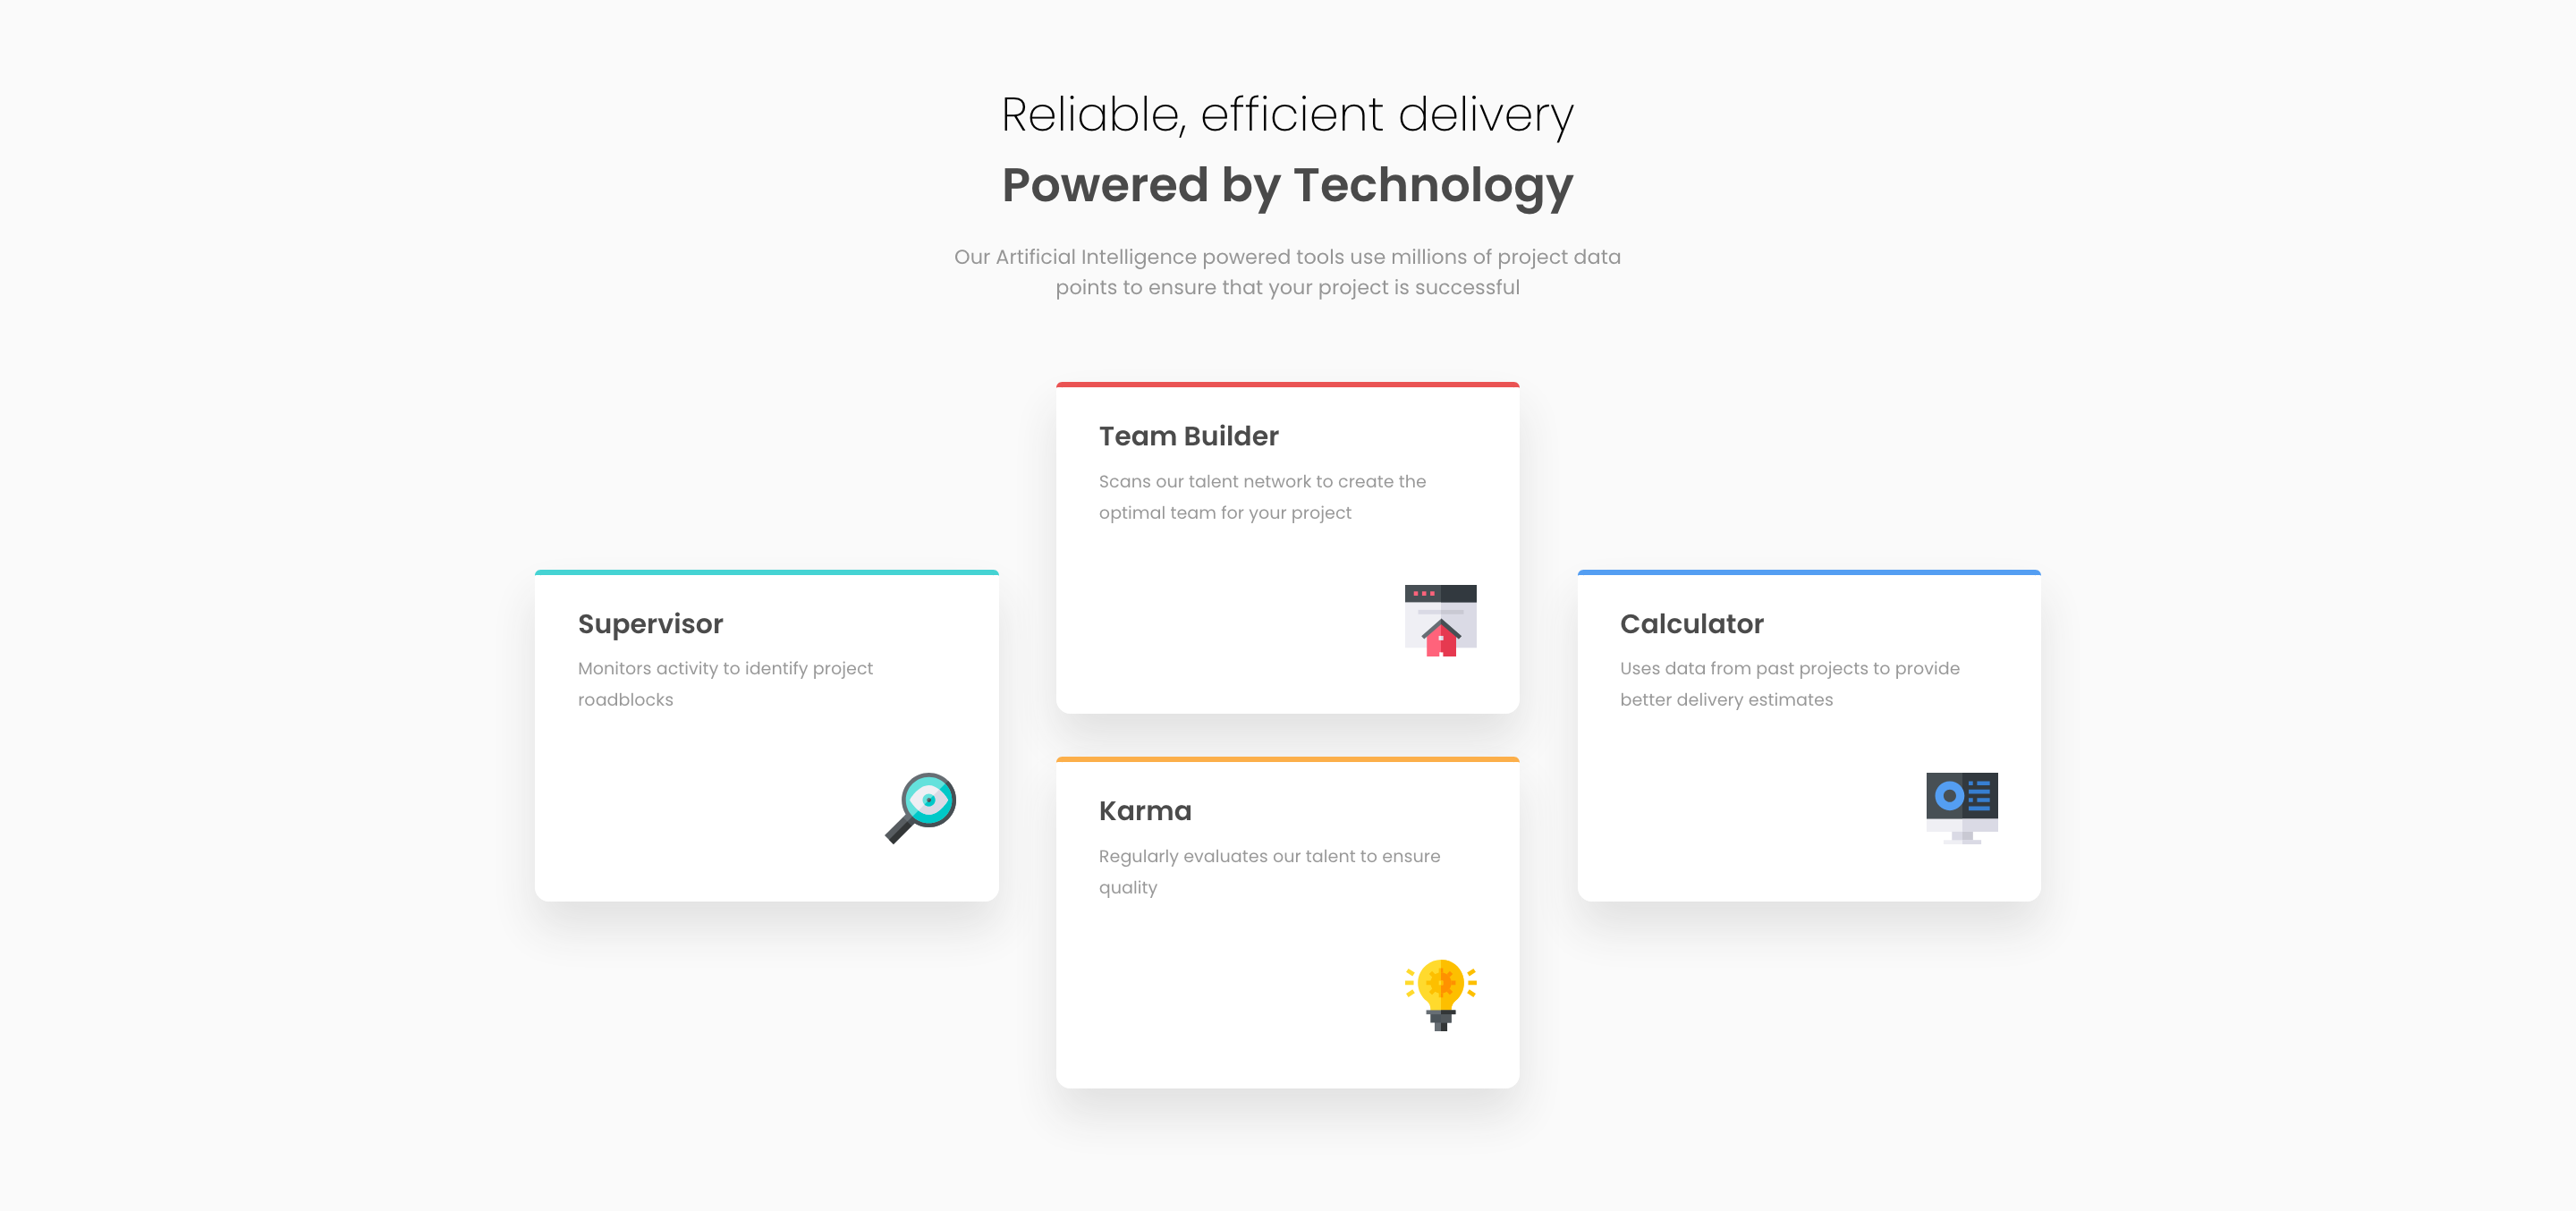 Reliable, efficient delivery
Powered by Technology
Our Artificial Intelligence powered tools use millions of project data
points to ensure that your project is successful
Supervisor
Monitors activity to identify project
roadblocks
Team Builder
Scans our talent network to create the
optimal team for your project
Karma
Regularly evaluates our talent to ensure
quality
Calculator
Uses data from past projects to provide
better delivery estimates